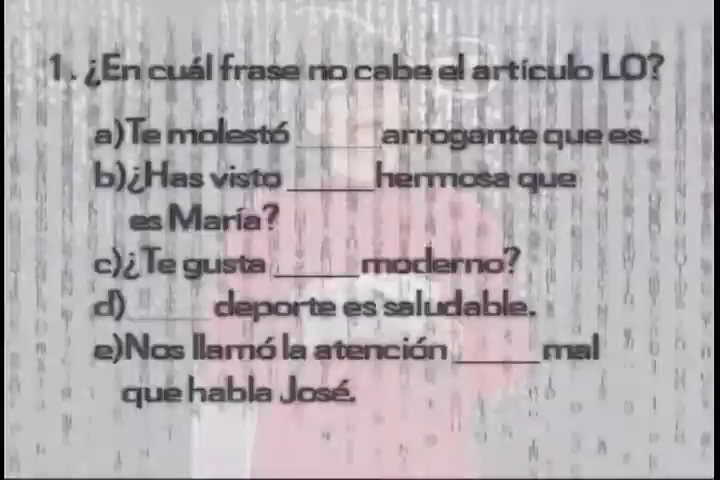 1. ¿En cuál frase no cabe el artículo LO?
a)Te molestó _____ arrogante que es.
b)¿Has visto _____ hermosa que
es María?
c)¿Te gusta _____ moderno?
d) _____ deporte es saludable.
e)Nos llamó la atención _____ mal
que habla José.